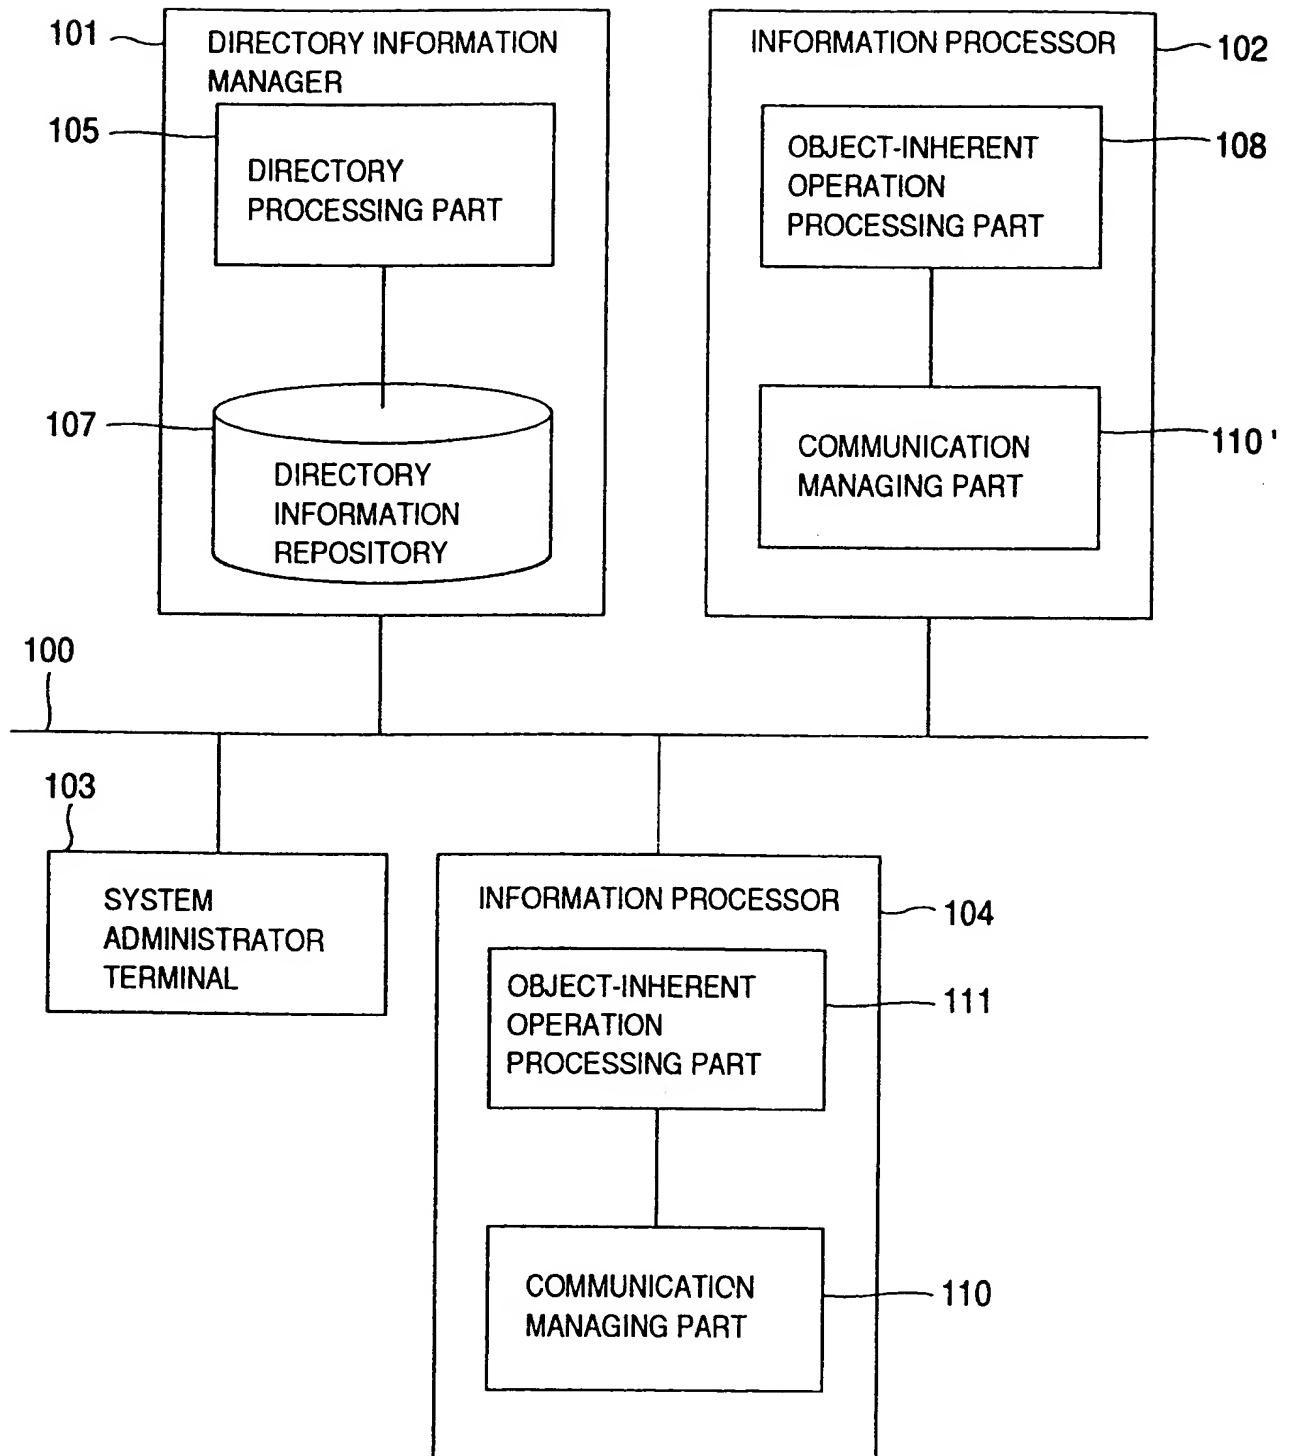 101
DIRECTORY INFORMATION
MANAGER
105
DIRECTORY
PROCESSING PART
107
DIRECTORY
INFORMATION
REPOSITORY
INFORMATION PROCESSOR
102
OBJECT-INHERENT
OPERATION
PROCESSING PART
108
COMMUNICATION
MANAGING PART
110'
100
103
SYSTEM
ADMINISTRATOR
TERMINAL
INFORMATION PROCESSOR
104
OBJECT-INHERENT
OPERATION
PROCESSING PART
111
COMMUNICATION
MANAGING PART
110